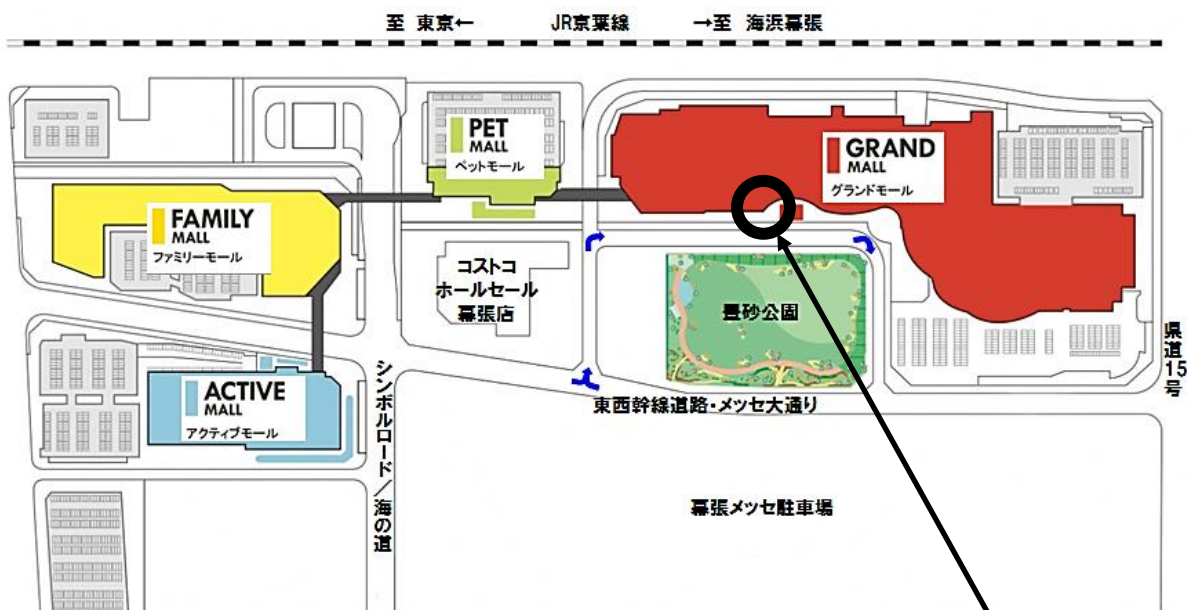 至 東京← JR京葉線 →至 海浜幕張
PET
MALL
ペットモール
GRAND
MALL
グランドモール
FAMILY
MALL
ファミリーモール
コストコ
ホールセール
幕張店
豊砂公園
県道15号
ACTIVE
MALL
アクティブモール
シンボルロード／海の道
東西幹線道路・メッセ大通り
幕張メッセ駐車場